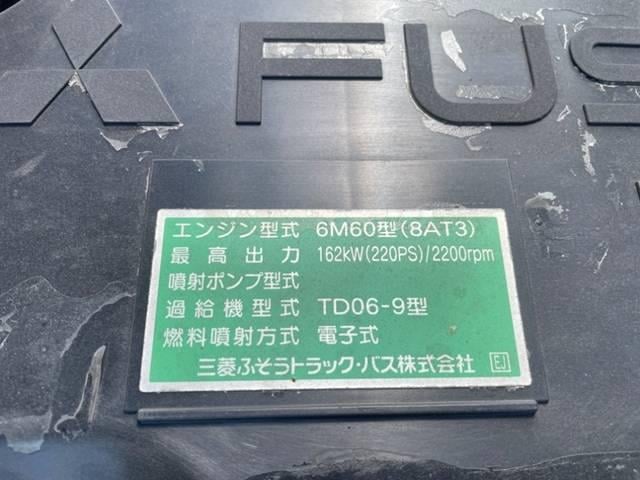 FUS
エンジン型式 6M60型(8AT3)
最高出力 162kW(220PS)/2200rpm
噴射ポンプ型式
過給機型式 TD06-9型
燃料噴射方式 電子式
三菱ふそうトラック・バス株式会社 EJ